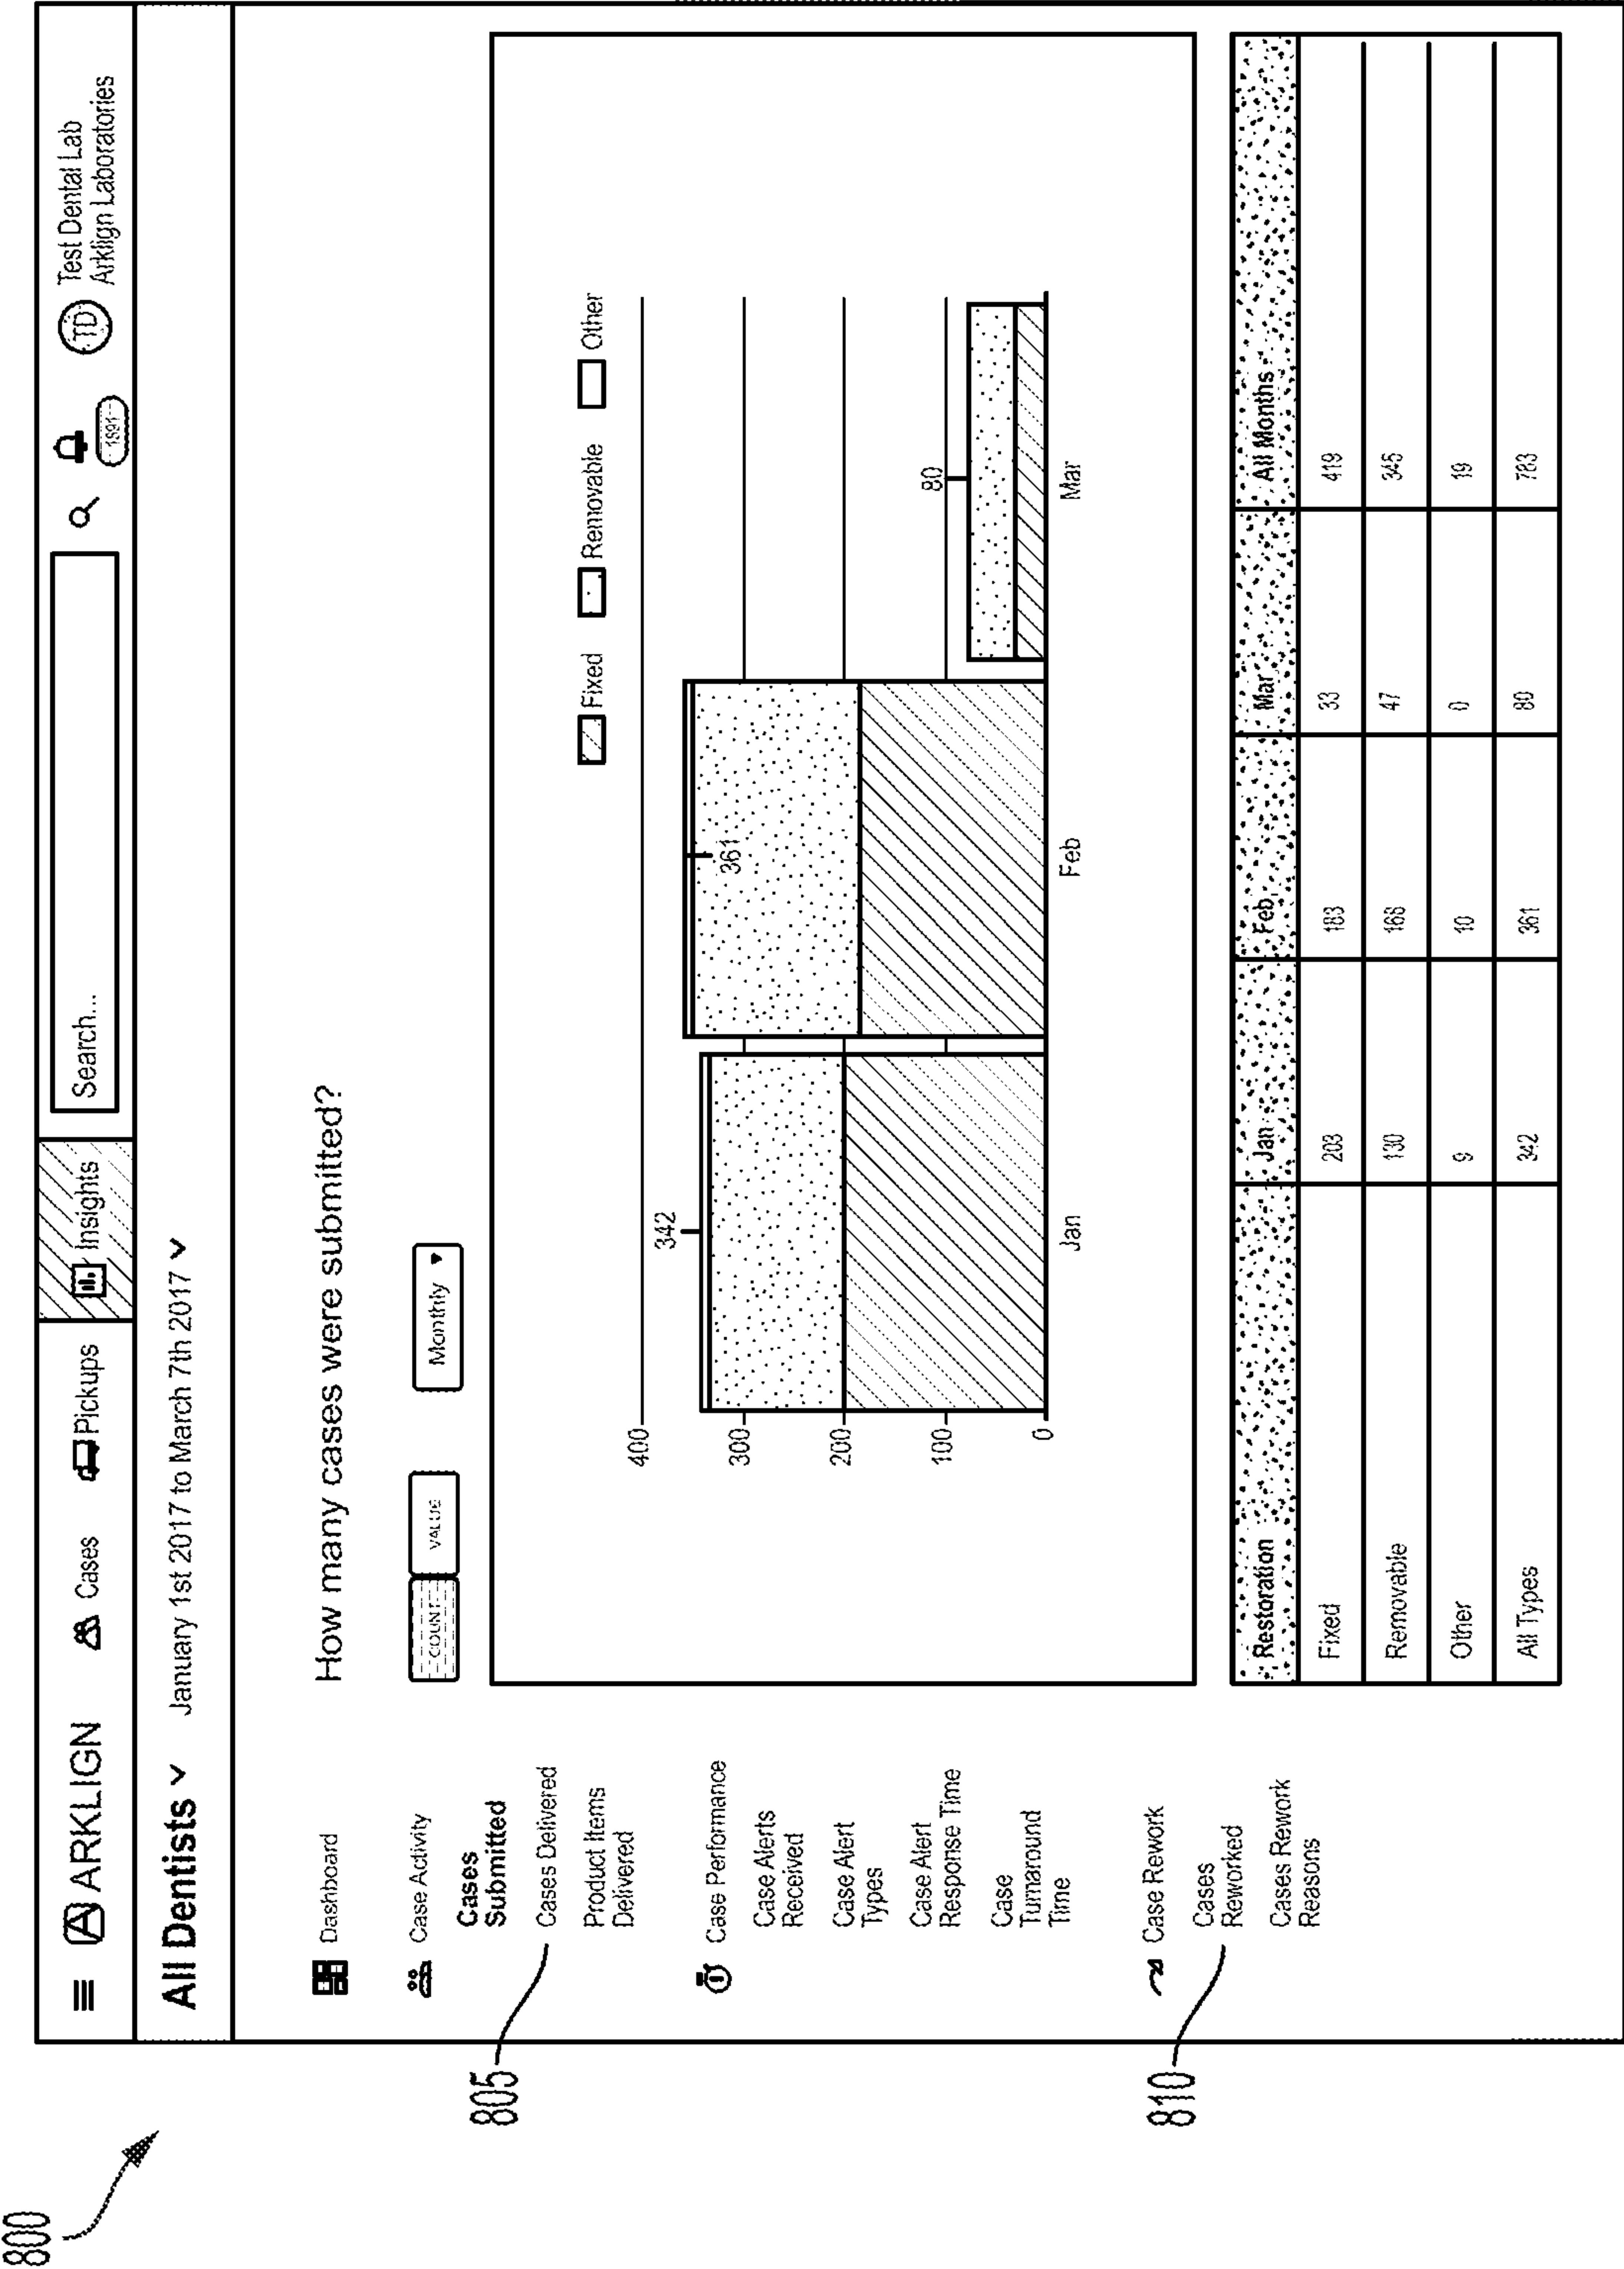 800
ARKLIGN
Cases
Pickups
Insights
Search...
1591
TD
Test Dental Lab
Arklign Laboratories
All Dentists
January 1st 2017 to March 7th 2017
Dashboard
Case Activity
Cases
Submitted
805
Cases Delivered
Product Items
Delivered
Case Performance
Case Alerts
Received
Case Alert
Types
Case Alert
Response Time
Case
Turnaround
Time
Case Rework
810
Cases
Reworked
Cases Rework
Reasons
How many cases were submitted?
COUNT
VALUE
Monthly
Fixed
Removable
Other
400
300
200
100
0
342
361
80
Jan
Feb
Mar
Restoration Jan Feb Mar All Months
Fixed 203 183 33 419
Removable 130 168 47 345
Other 9 10 0 19
All Types 342 361 80 783